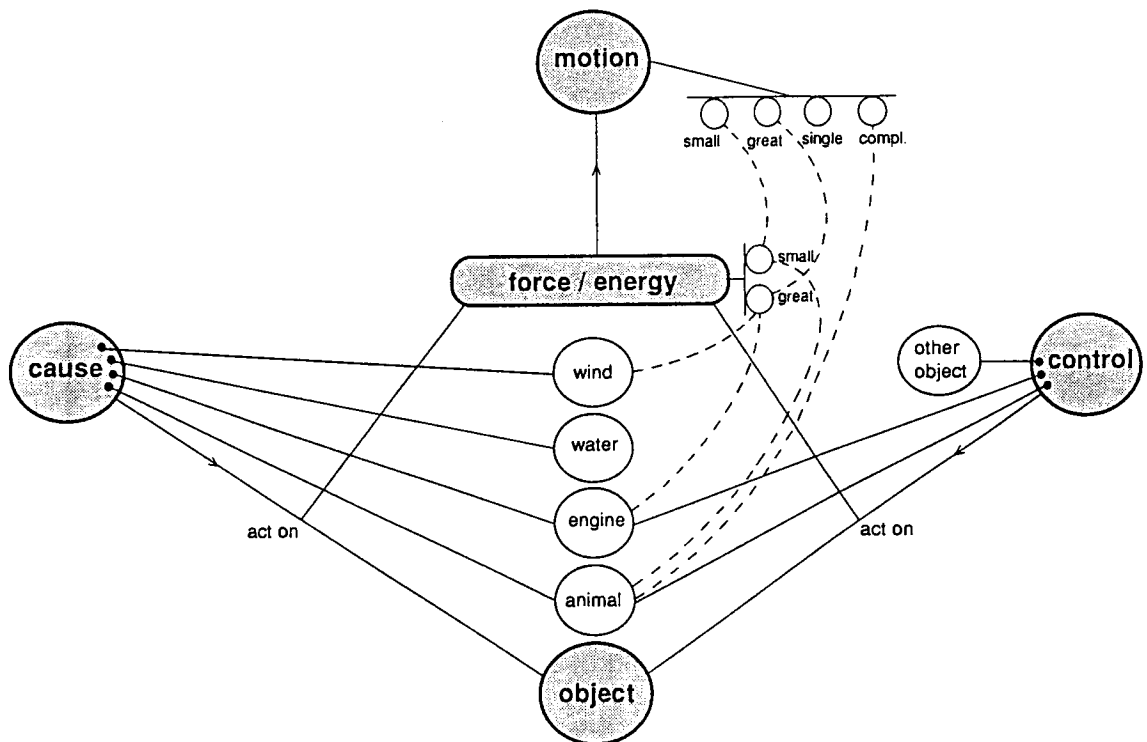 motion
small great single compl.
force / energy
small
great
cause
wind
other
object
control
water
engine
act on
act on
animal
object